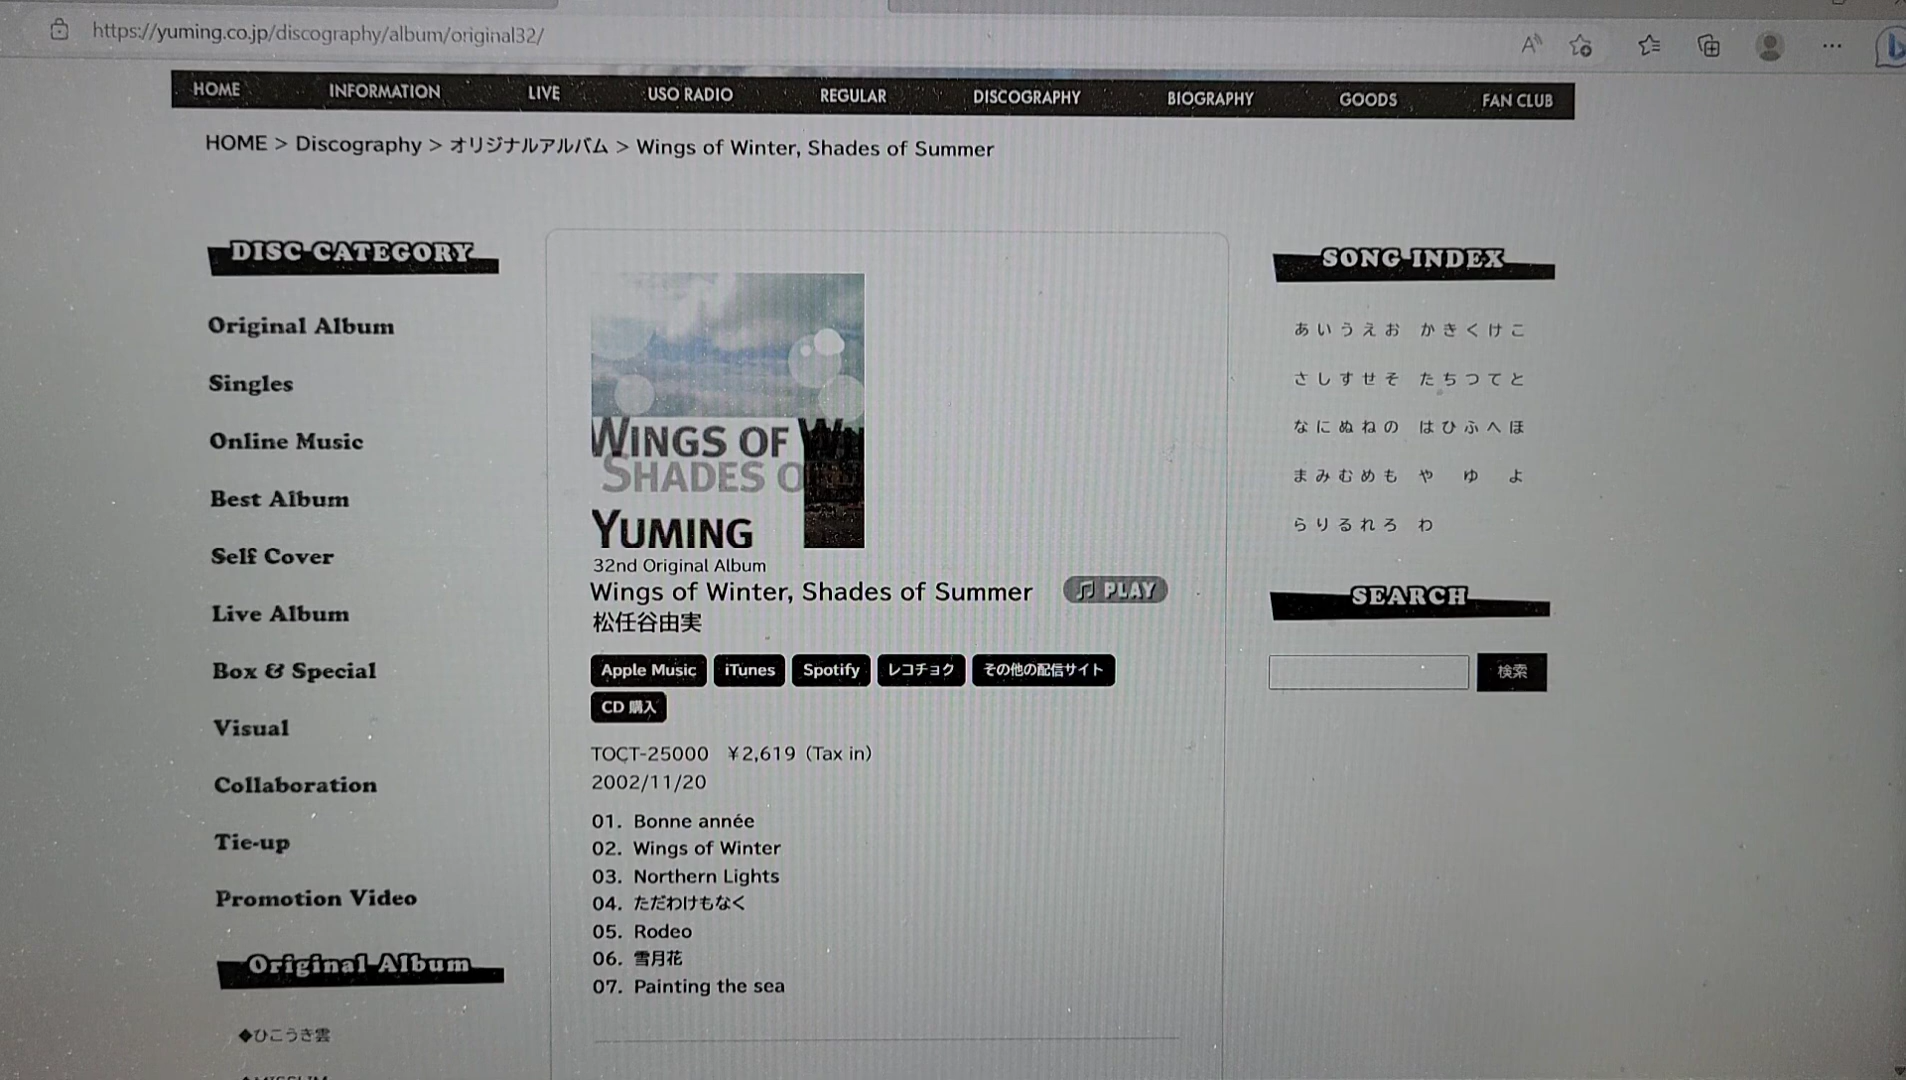 https://yuming.co.jp/discography/album/original32/
HOME INFORMATION LIVE USO RADIO REGULAR DISCOGRAPHY BIOGRAPHY GOODS FAN CLUB
HOME > Discography > オリジナルアルバム > Wings of Winter, Shades of Summer
DISC CATEGORY
Original Album
Singles
Online Music
Best Album
Self Cover
Live Album
Box & Special
Visual
Collaboration
Tie-up
Promotion Video
Original Album
◆ひこうき雲
WINGS OF
SHADES O
YUMING
32nd Original Album
Wings of Winter, Shades of Summer
PLAY
松任谷由実
Apple Music iTunes Spotify レコチョク その他の配信サイト
CD 購入
TOCT-25000 ¥2,619 (Tax in)
2002/11/20
01. Bonne année
02. Wings of Winter
03. Northern Lights
04. ただわけもなく
05. Rodeo
06. 雪月花
07. Painting the sea
SONG INDEX
あ い う え お か き く け こ
さ し す せ そ た ち つ て と
な に ぬ ね の は ひ ふ へ ほ
ま み む め も や ゆ よ
ら り る れ ろ わ
SEARCH
検索